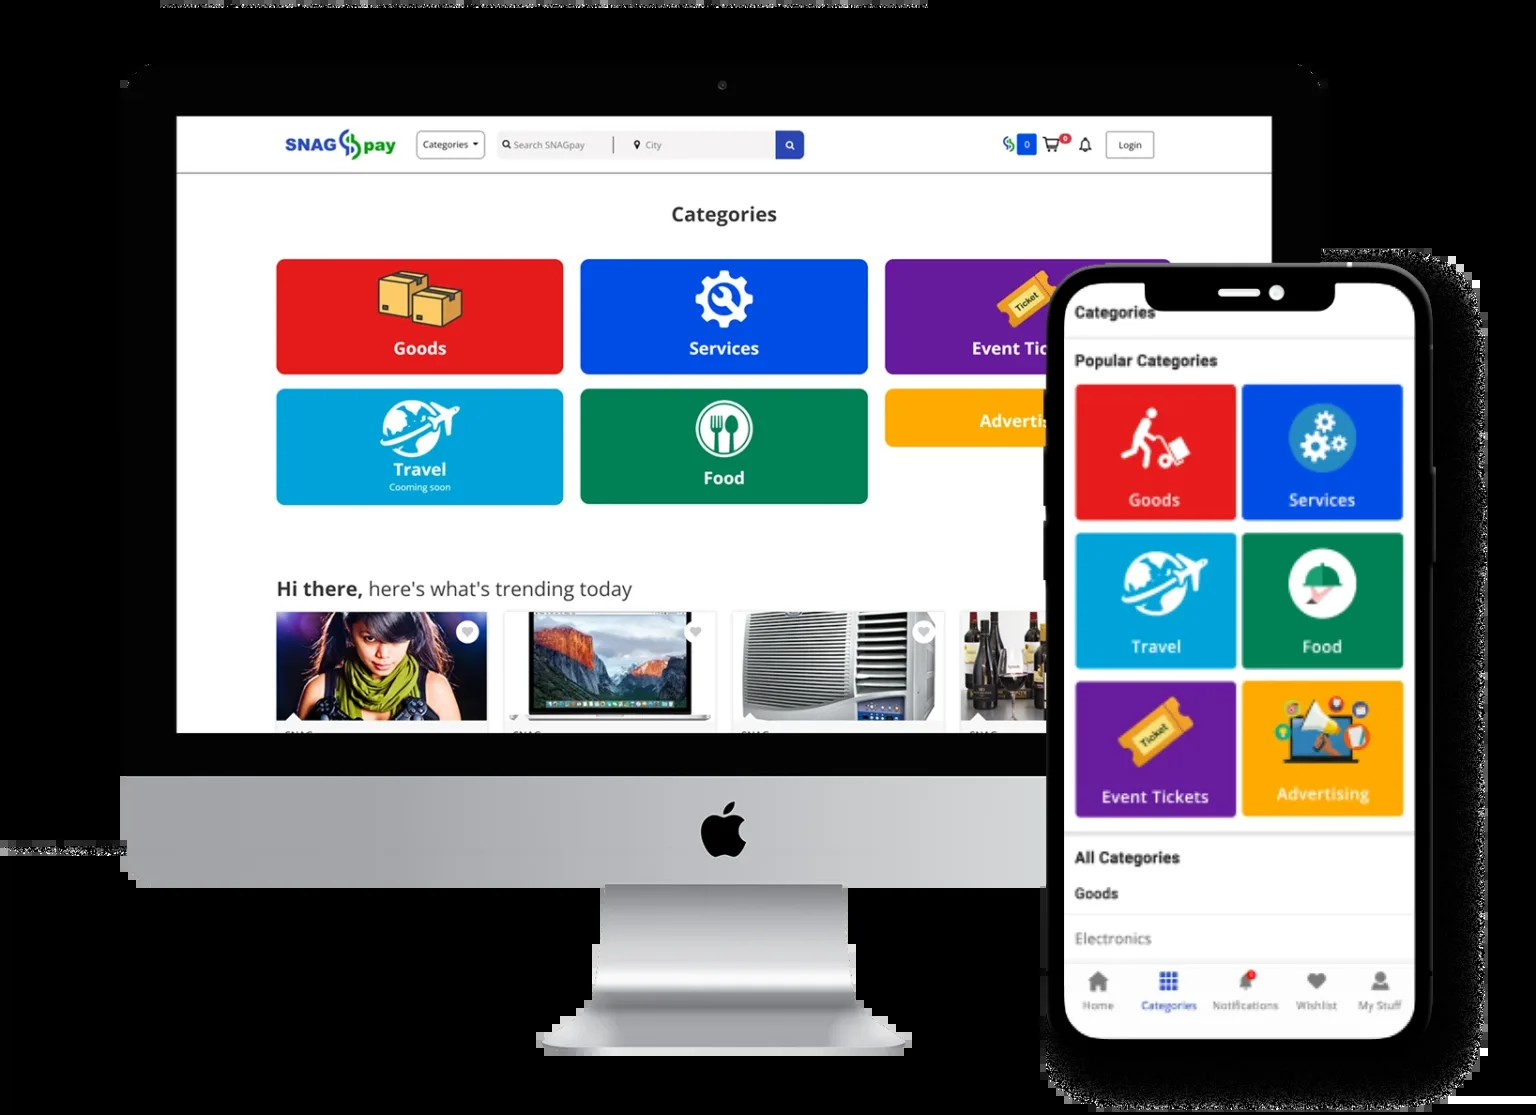 SNAG pay
Categories
Search SNAGpay
City
0
0
Login
Categories
Goods
Services
Ticket
Event Tic
Travel
Cooming soon
Food
Adverti
Hi there, here's what's trending today
Categories
Popular Categories
Goods
Services
Travel
Food
Ticket
Event Tickets
Advertising
All Categories
Goods
Electronics
Home
Categories
Notifications
Wishlist
My Stuff